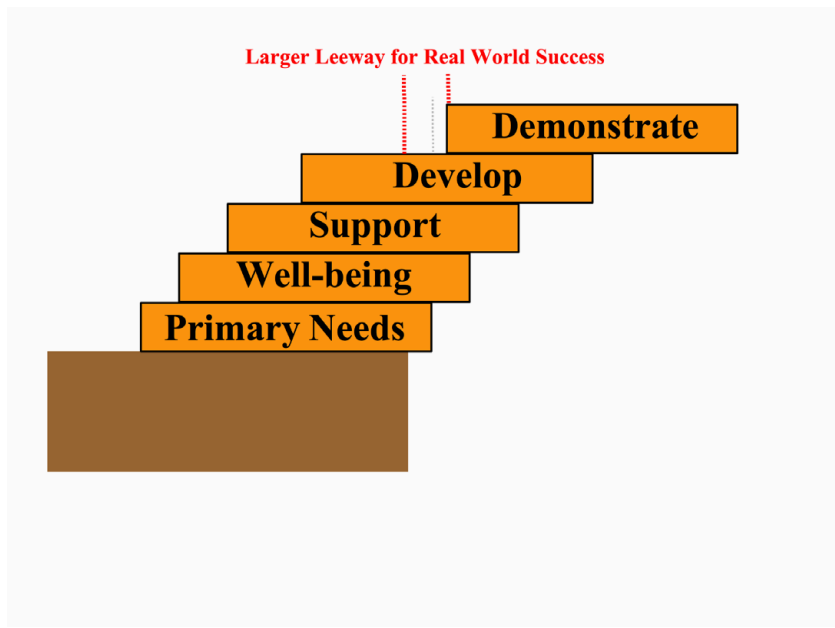 Larger Leeway for Real World Success
Demonstrate
Develop
Support
Well-being
Primary Needs